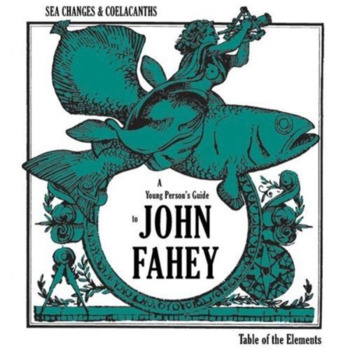 SEA CHANGES & COELACANTHS
A
Young Person's Guide
to
JOHN
FAHEY
Table of the Elements